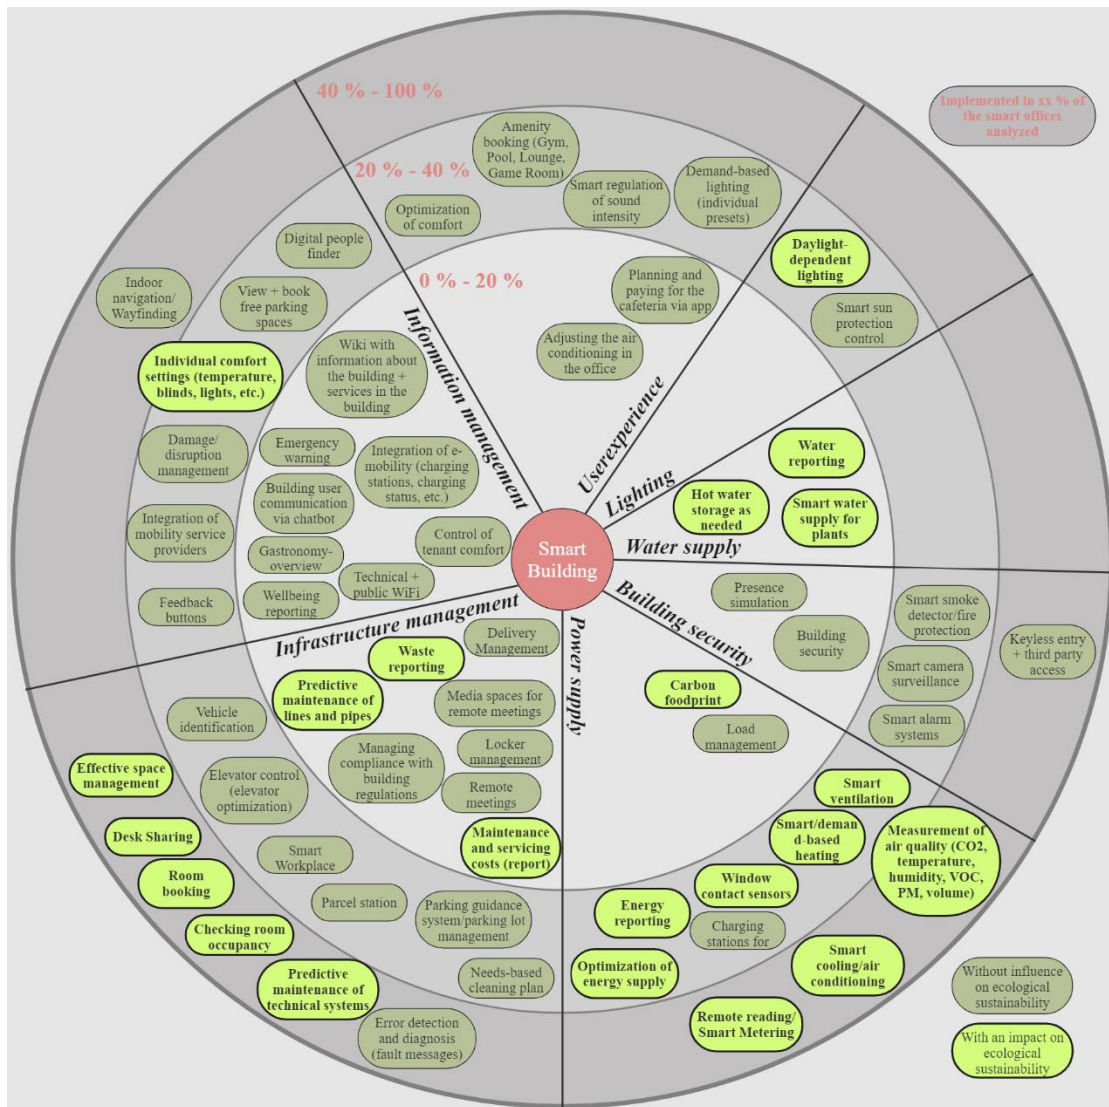 40 % - 100 %
20 % - 40 %
0 % - 20 %
Implemented in xx % of
the smart offices
analyzed
Smart
Building
Information management
Userexperience
Lighting
Water supply
Building security
Power supply
Infrastructure management
Amenity
booking (Gym,
Pool, Lounge,
Game Room)
Optimization
of comfort
Smart regulation
of sound
intensity
Demand-based
lighting
(individual
presets)
Planning and
paying for the
cafeteria via app
Adjusting the air
conditioning in
the office
Daylight-
dependent
lighting
Smart sun
protection
control
Water
reporting
Hot water
storage as
needed
Smart water
supply for
plants
Presence
simulation
Building
security
Smart smoke
detector/fire
protection
Smart camera
surveillance
Smart alarm
systems
Keyless entry
+ third party
access
Carbon
foodprint
Load
management
Smart
ventilation
Smart/deman
d-based
heating
Measurement of
air quality (CO2,
temperature,
humidity, VOC,
PM, volume)
Window
contact sensors
Energy
reporting
Charging
stations for
Optimization of
energy supply
Smart
cooling/air
conditioning
Remote reading/
Smart Metering
Digital people
finder
Indoor
navigation/
Wayfinding
View + book
free parking
spaces
Individual comfort
settings (temperature,
blinds, lights, etc.)
Wiki with
information about
the building +
services in the
building
Damage/
disruption
management
Emergency
warning
Integration of e-
mobility (charging
stations, charging
status, etc.)
Building user
communication
via chatbot
Integration of
mobility service
providers
Gastronomy-
overview
Control of
tenant comfort
Technical +
public WiFi
Wellbeing
reporting
Feedback
buttons
Delivery
Management
Waste
reporting
Predictive
maintenance of
lines and pipes
Media spaces for
remote meetings
Vehicle
identification
Managing
compliance with
building
regulations
Locker
management
Remote
meetings
Effective space
management
Elevator control
(elevator
optimization)
Maintenance
and servicing
costs (report)
Desk Sharing
Smart
Workplace
Room
booking
Parcel station
Parking guidance
system/parking lot
management
Checking room
occupancy
Predictive
maintenance of
technical systems
Needs-based
cleaning plan
Error detection
and diagnosis
(fault messages)
Without influence
on ecological
sustainability
With an impact on
ecological
sustainability